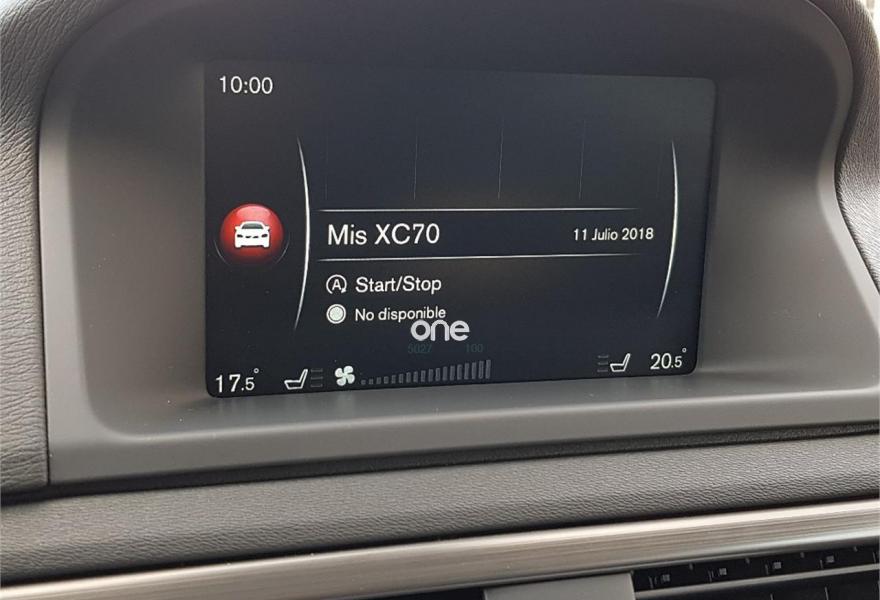 10:00
Mis XC70 11 Julio 2018
A Start/Stop
No disponible
one
5027 100
17.5° 20.5°